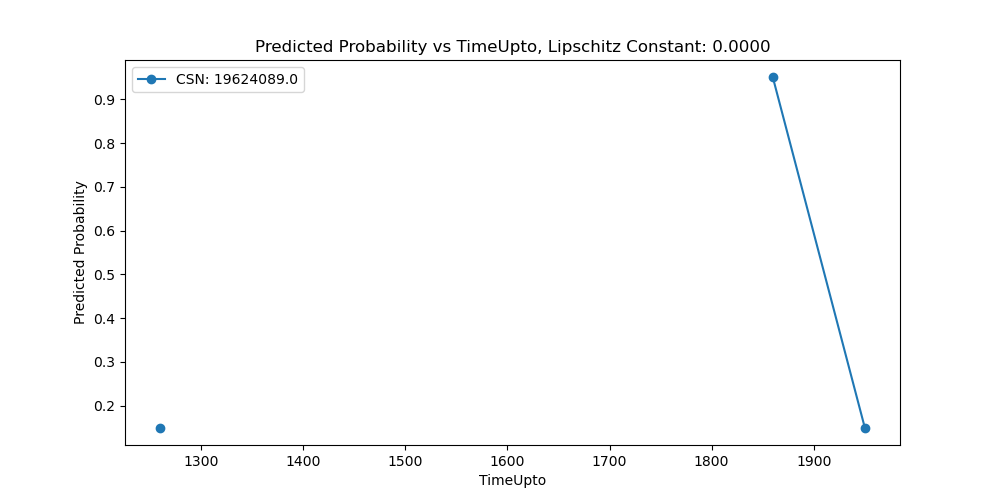 Predicted Probability vs TimeUpto, Lipschitz Constant: 0.0000
CSN: 19624089.0
Predicted Probability
0.9
0.8
0.7
0.6
0.5
0.4
0.3
0.2
1300 1400 1500 1600 1700 1800 1900
TimeUpto